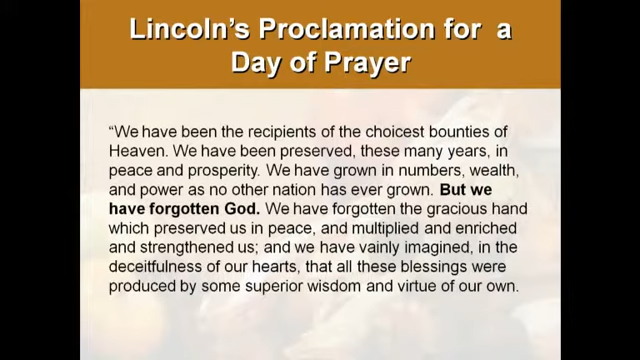 Lincoln's Proclamation for a
Day of Prayer
“We have been the recipients of the choicest bounties of
Heaven. We have been preserved, these many years, in
peace and prosperity. We have grown in numbers, wealth,
and power as no other nation has ever grown. But we
have forgotten God. We have forgotten the gracious hand
which preserved us in peace, and multiplied and enriched
and strengthened us; and we have vainly imagined, in the
deceitfulness of our hearts, that all these blessings were
produced by some superior wisdom and virtue of our own.